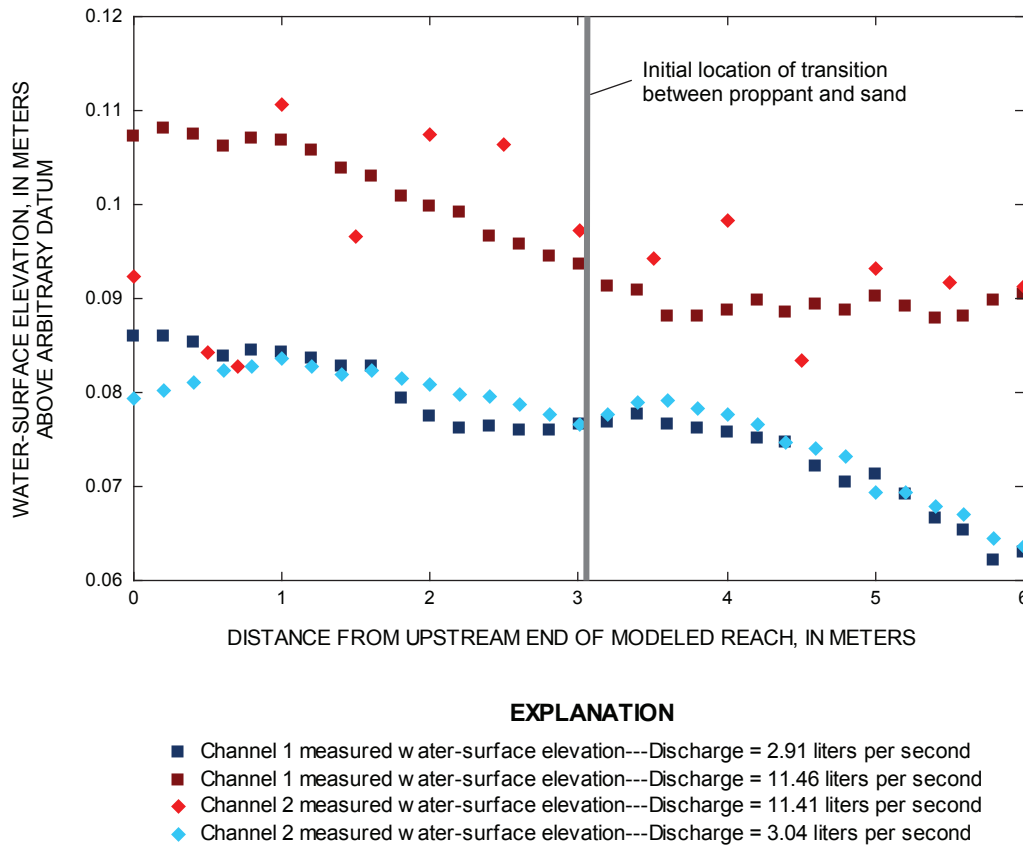 0.12
0.11
0.1
0.09
0.08
0.07
0.06
WATER-SURFACE ELEVATION, IN METERS
ABOVE ARBITRARY DATUM
Initial location of transition
between proppant and sand
0 1 2 3 4 5 6
DISTANCE FROM UPSTREAM END OF MODELED REACH, IN METERS
EXPLANATION
Channel 1 measured water-surface elevation---Discharge = 2.91 liters per second
Channel 1 measured water-surface elevation---Discharge = 11.46 liters per second
Channel 2 measured water-surface elevation---Discharge = 11.41 liters per second
Channel 2 measured water-surface elevation---Discharge = 3.04 liters per second